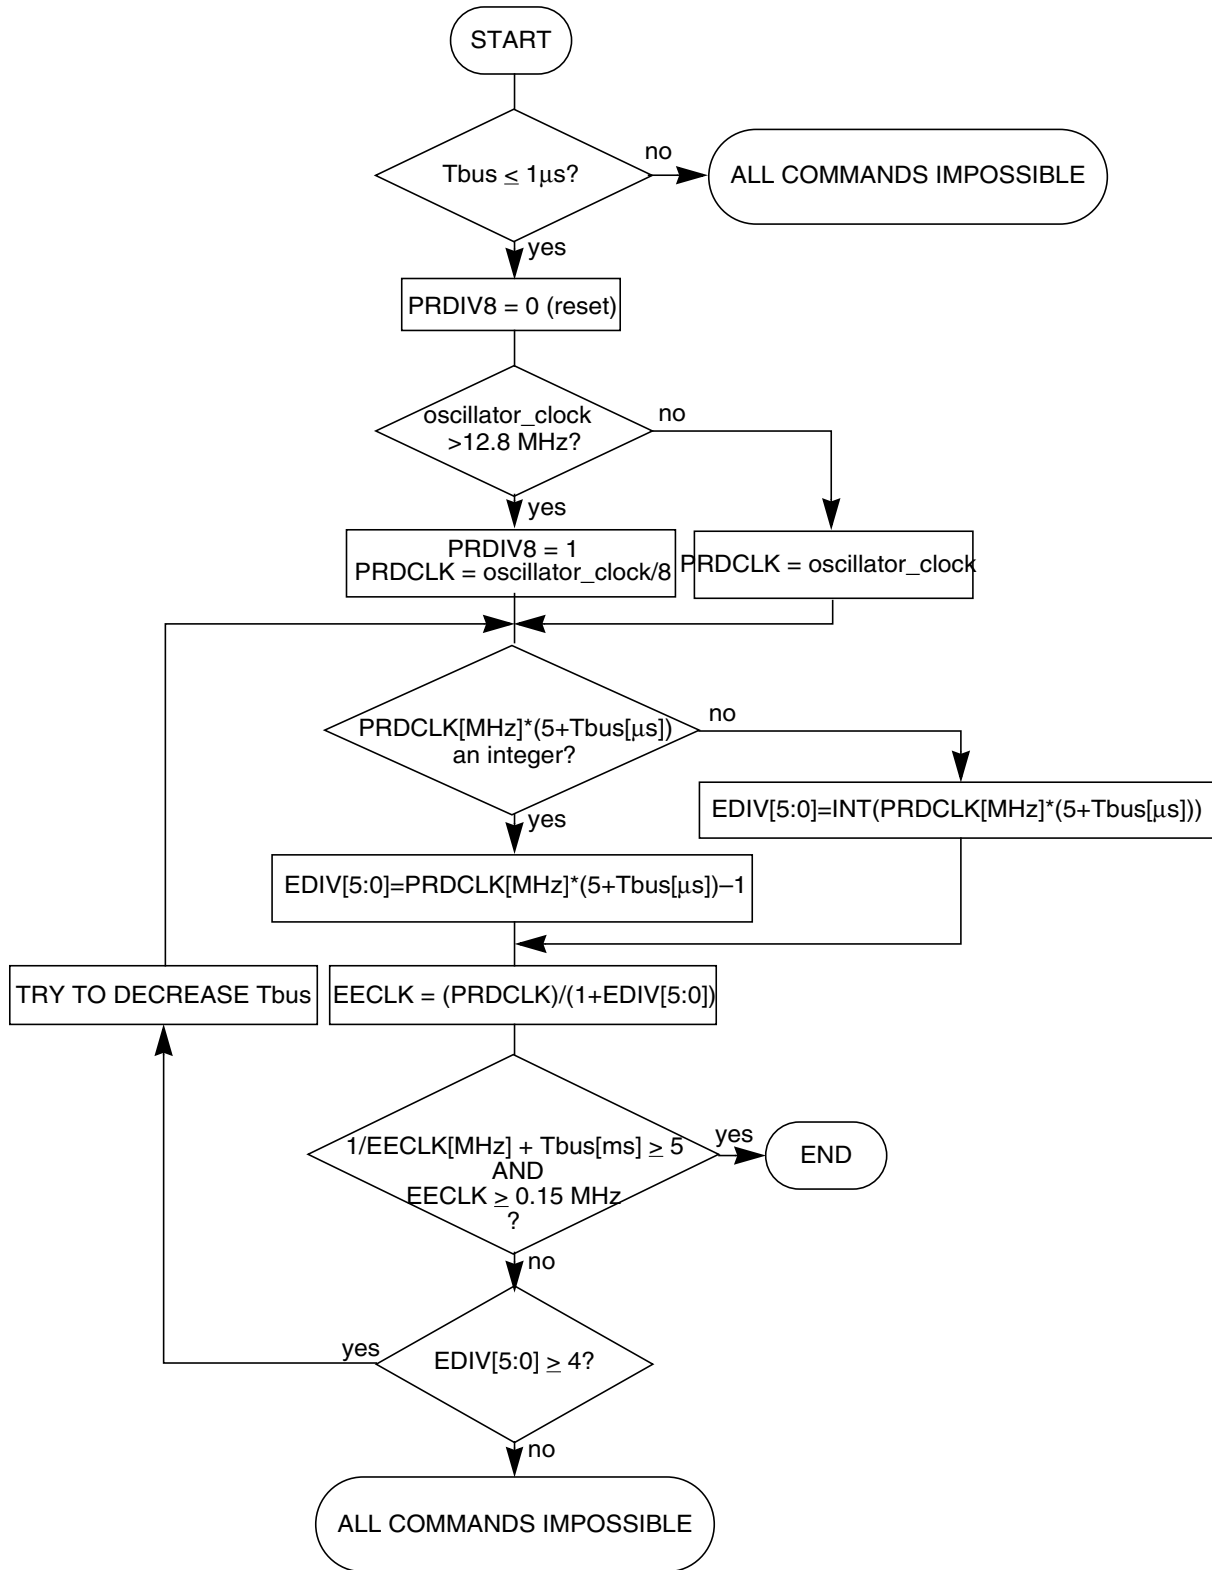 START
Tbus ≤ 1μs?
no
ALL COMMANDS IMPOSSIBLE
yes
PRDIV8 = 0 (reset)
oscillator_clock
>12.8 MHz?
no
yes
PRDIV8 = 1
PRDCLK = oscillator_clock/8
PRDCLK = oscillator_clock
PRDCLK[MHz]*(5+Tbus[μs])
an integer?
no
yes
EDIV[5:0]=INT(PRDCLK[MHz]*(5+Tbus[μs]))
EDIV[5:0]=PRDCLK[MHz]*(5+Tbus[μs])–1
TRY TO DECREASE Tbus
EECLK = (PRDCLK)/(1+EDIV[5:0])
1/EECLK[MHz] + Tbus[ms] ≥ 5
AND
EECLK ≥ 0.15 MHz
?
yes
END
no
EDIV[5:0] ≥ 4?
yes
no
ALL COMMANDS IMPOSSIBLE